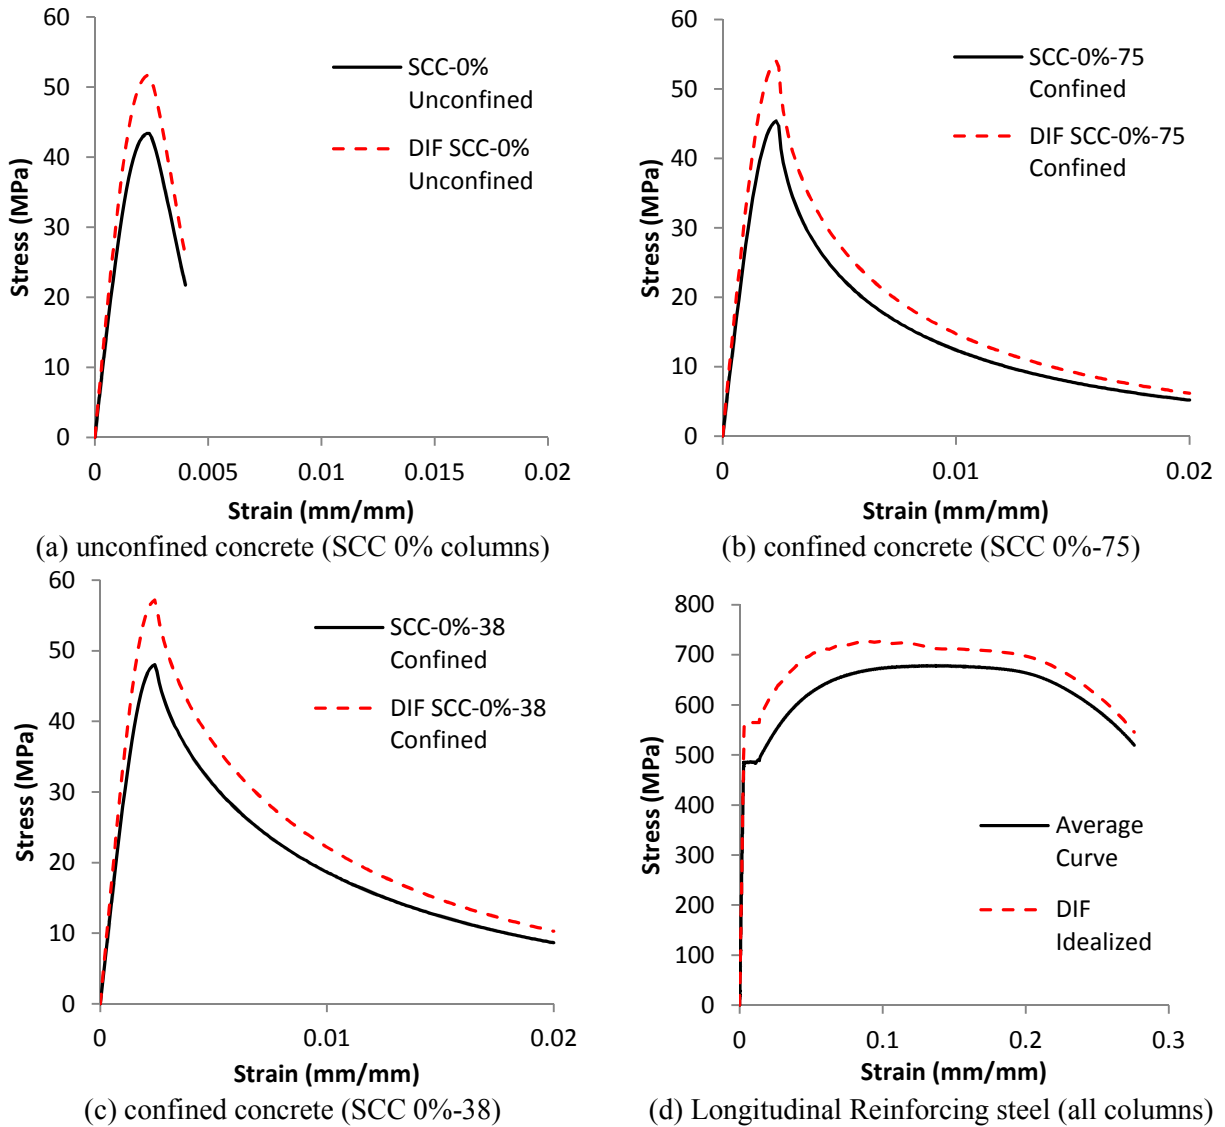 60
50
40
30
20
10
0
Stress (MPa)
0
0.005
0.01
0.015
0.02
Strain (mm/mm)
SCC-0%
Unconfined
DIF SCC-0%
Unconfined
(a) unconfined concrete (SCC 0% columns)
60
50
40
30
20
10
0
Stress (MPa)
0
0.01
0.02
Strain (mm/mm)
SCC-0%-75
Confined
DIF SCC-0%-75
Confined
(b) confined concrete (SCC 0%-75)
60
50
40
30
20
10
0
Stress (MPa)
0
0.01
0.02
Strain (mm/mm)
SCC-0%-38
Confined
DIF SCC-0%-38
Confined
(c) confined concrete (SCC 0%-38)
800
700
600
500
400
300
200
100
0
Stress (MPa)
0
0.1
0.2
0.3
Strain (mm/mm)
Average
Curve
DIF
Idealized
(d) Longitudinal Reinforcing steel (all columns)